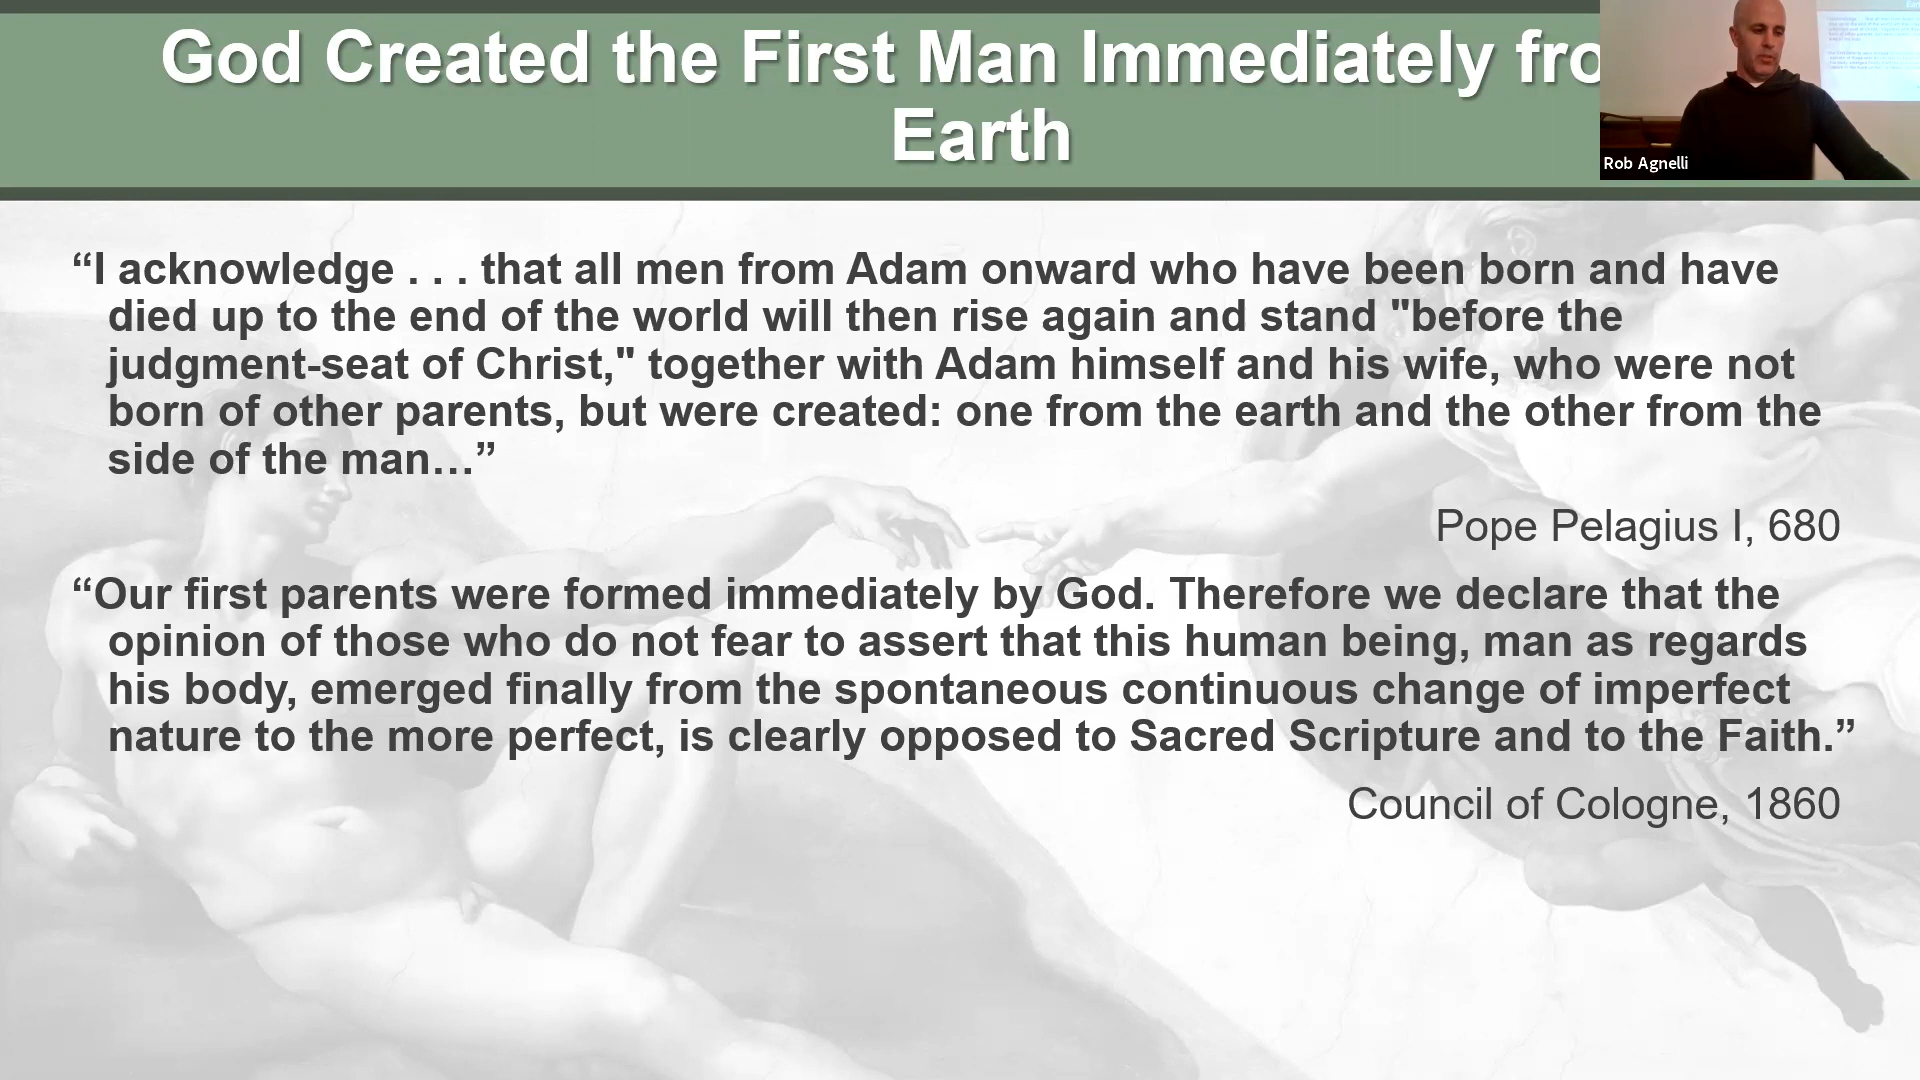 God Created the First Man Immediately fro
Earth
Rob Agnelli
“I acknowledge . . . that all men from Adam onward who have been born and have
died up to the end of the world will then rise again and stand "before the
judgment-seat of Christ," together with Adam himself and his wife, who were not
born of other parents, but were created: one from the earth and the other from the
side of the man…”
Pope Pelagius I, 680
“Our first parents were formed immediately by God. Therefore we declare that the
opinion of those who do not fear to assert that this human being, man as regards
his body, emerged finally from the spontaneous continuous change of imperfect
nature to the more perfect, is clearly opposed to Sacred Scripture and to the Faith.”
Council of Cologne, 1860